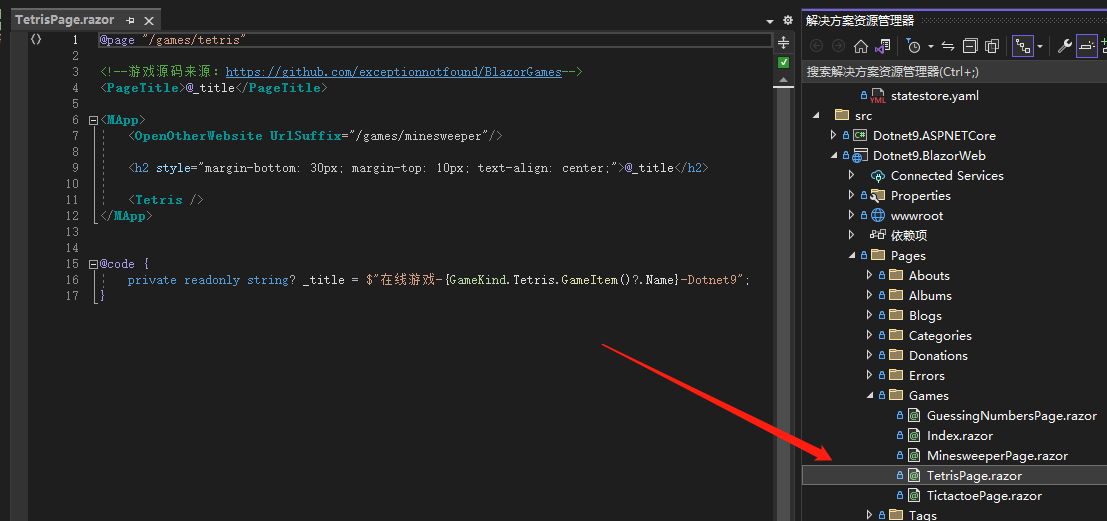 TetrisPage.razor
1 @page "/games/tetris"
2
3 <!--游戏源码来源：https://github.com/exceptionnotfound/BlazorGames-->
4 <PageTitle>@_title</PageTitle>
5
6 <MApp>
7 <OpenOtherWebsite UrlSuffix="/games/minesweeper"/>
8
9 <h2 style="margin-bottom: 30px; margin-top: 10px; text-align: center;">@_title</h2>
10
11 <Tetris />
12 </MApp>
13
14
15 @code {
16 private readonly string? _title = $"在线游戏-{GameKind.Tetris.GameItem()?.Name}-Dotnet9";
17 }
解决方案资源管理器
搜索解决方案资源管理器(Ctrl+;)
YML statestore.yaml
src
C# Dotnet9.ASPNETCore
Dotnet9.BlazorWeb
Connected Services
Properties
wwwroot
依赖项
Pages
Abouts
Albums
Blogs
Categories
Donations
Errors
Games
@ GuessingNumbersPage.razor
@ Index.razor
@ MinesweeperPage.razor
@ TetrisPage.razor
@ TictactoePage.razor
Tags